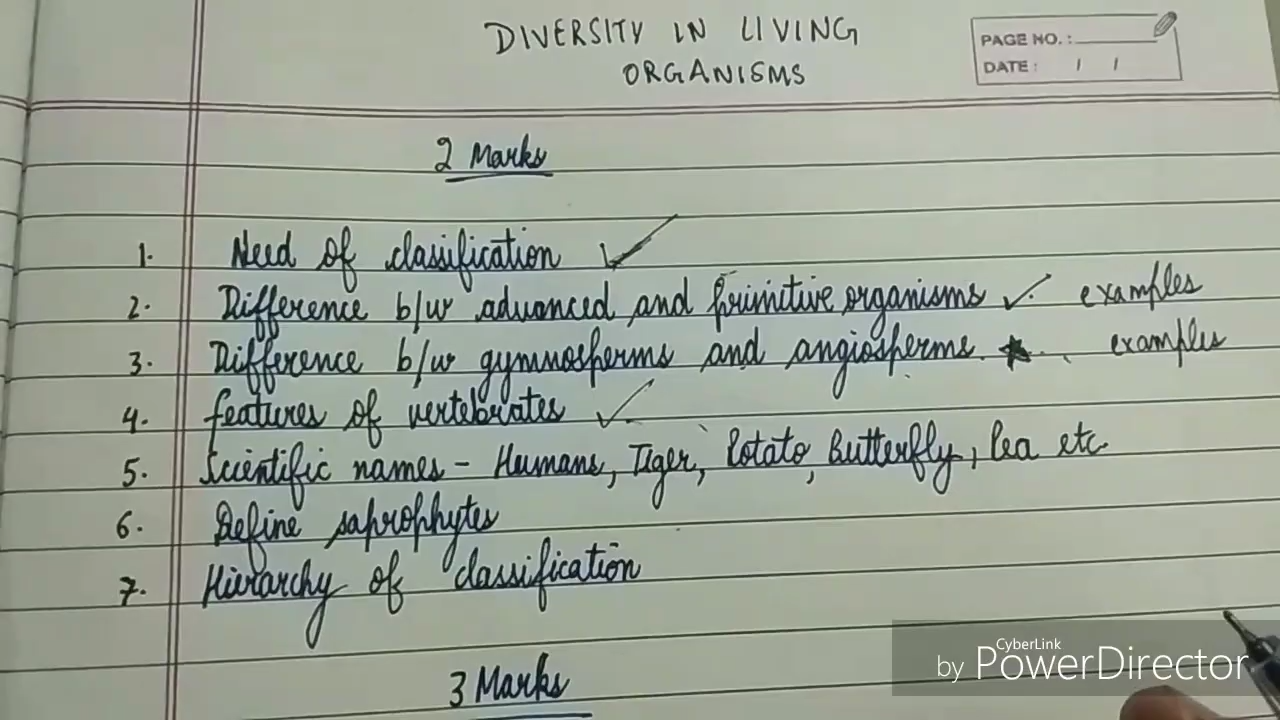 DIVERSITY IN LIVING
ORGANISMS
PAGE NO.:
DATE: / /
2 Marks
1. Need of classification ✓
2. Difference b/w advanced and primitive organisms ✓. examples
3. Difference b/w gymnosperms and angiosperms. ★ examples
4. features of vertebrates ✓
5. Scientific names - Humans, Tiger, Potato, Butterfly, Pea etc
6. Define saprophytes
7. Hierarchy of classification
3 Marks
CyberLink
by PowerDirector